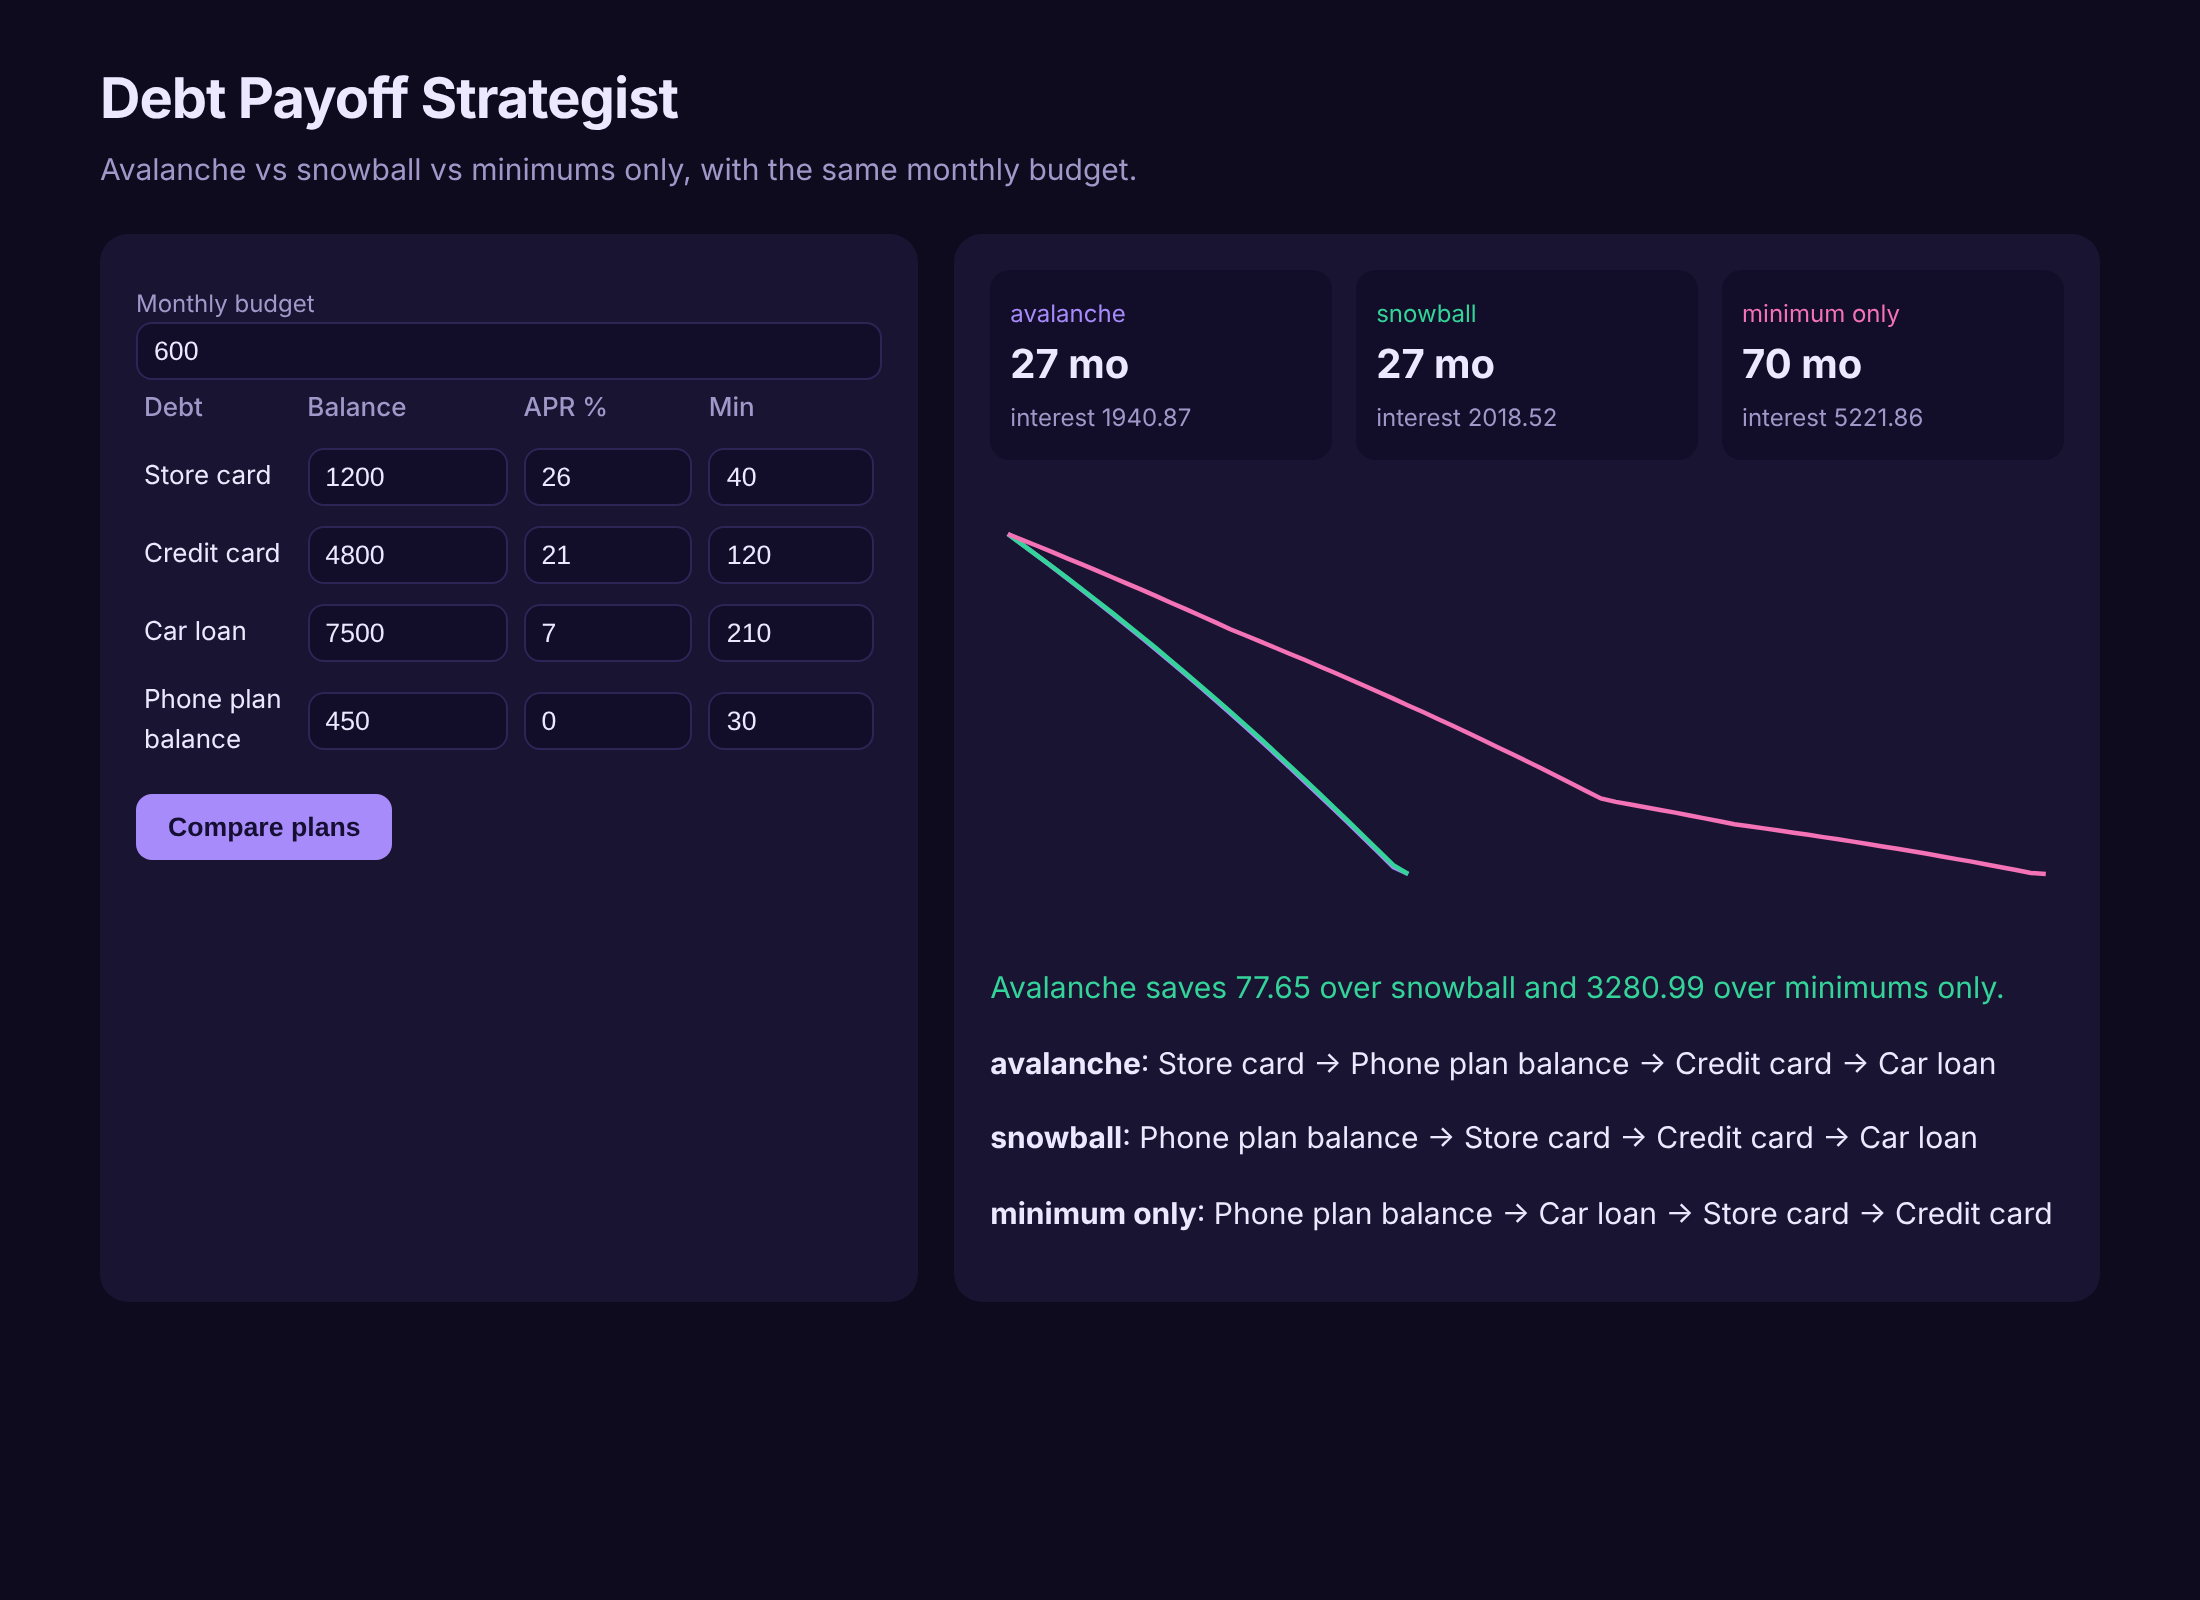 Debt Payoff Strategist
Avalanche vs snowball vs minimums only, with the same monthly budget.
Monthly budget
600
Debt Balance APR % Min
Store card 1200 26 40
Credit card 4800 21 120
Car loan 7500 7 210
Phone plan
balance 450 0 30
Compare plans
avalanche
27 mo
interest 1940.87
snowball
27 mo
interest 2018.52
minimum only
70 mo
interest 5221.86
Avalanche saves 77.65 over snowball and 3280.99 over minimums only.
avalanche: Store card → Phone plan balance → Credit card → Car loan
snowball: Phone plan balance → Store card → Credit card → Car loan
minimum only: Phone plan balance → Car loan → Store card → Credit card